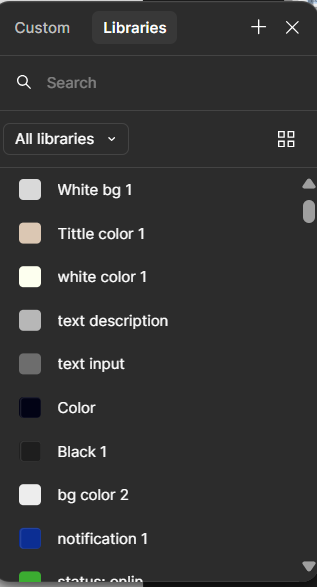 Custom Libraries
Search
All libraries
White bg 1
Tittle color 1
white color 1
text description
text input
Color
Black 1
bg color 2
notification 1
status: onlin